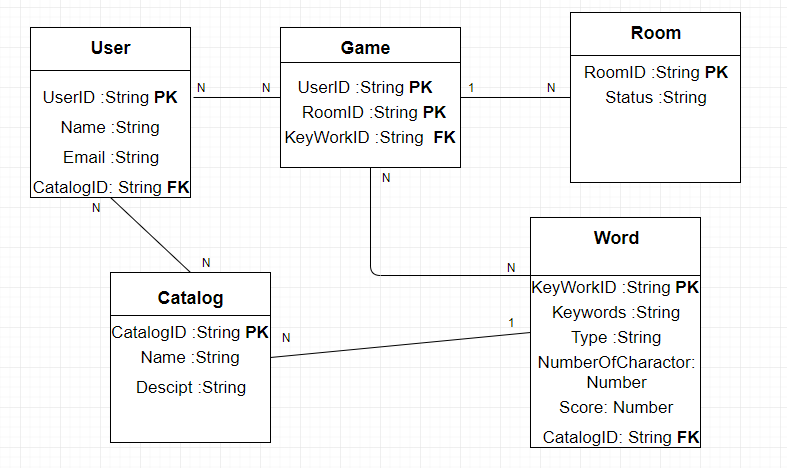 User
UserID :String PK
Name :String
Email :String
CatalogID: String FK
N
N
Game
UserID :String PK
RoomID :String PK
KeyWorkID :String FK
1
N
Room
RoomID :String PK
Status :String
N
N
N
N
Catalog
CatalogID :String PK
Name :String
Descipt :String
N
1
Word
KeyWorkID :String PK
Keywords :String
Type :String
NumberOfCharactor:
Number
Score: Number
CatalogID: String FK